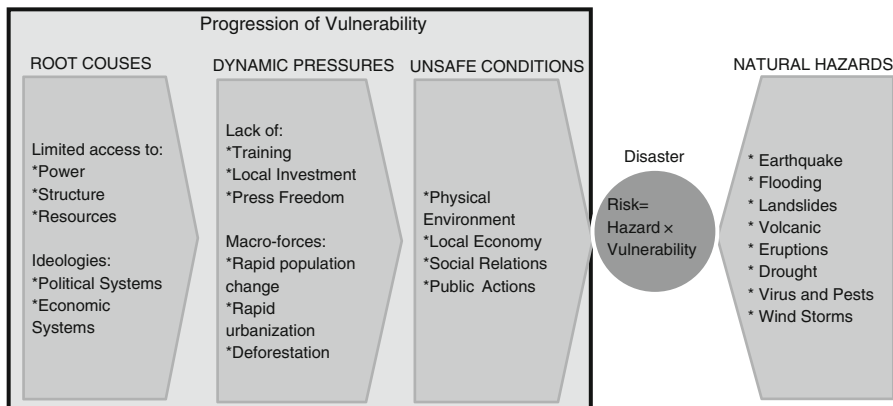 Progression of Vulnerability
ROOT COUSES
Limited access to:
*Power
*Structure
*Resources
Ideologies:
*Political Systems
*Economic
Systems
DYNAMIC PRESSURES
Lack of:
*Training
*Local Investment
*Press Freedom
Macro-forces:
*Rapid population
change
*Rapid
urbanization
*Deforestation
UNSAFE CONDITIONS
*Physical
Environment
*Local Economy
*Social Relations
*Public Actions
Disaster
Risk=
Hazard ×
Vulnerability
NATURAL HAZARDS
* Earthquake
* Flooding
* Landslides
* Volcanic
* Eruptions
* Drought
* Virus and Pests
* Wind Storms